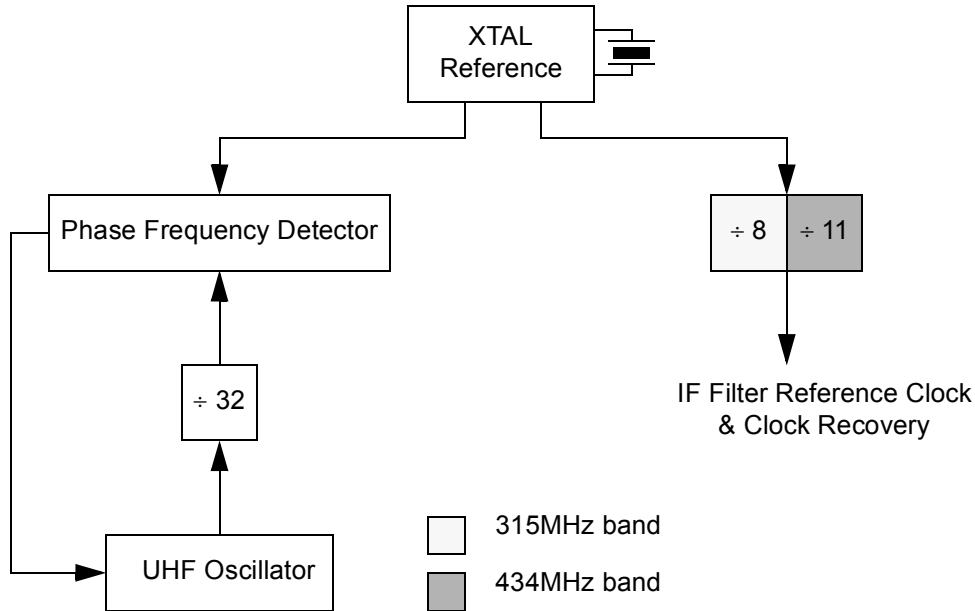 XTAL
Reference
Phase Frequency Detector
÷ 8
÷ 11
÷ 32
IF Filter Reference Clock
& Clock Recovery
UHF Oscillator
315MHz band
434MHz band